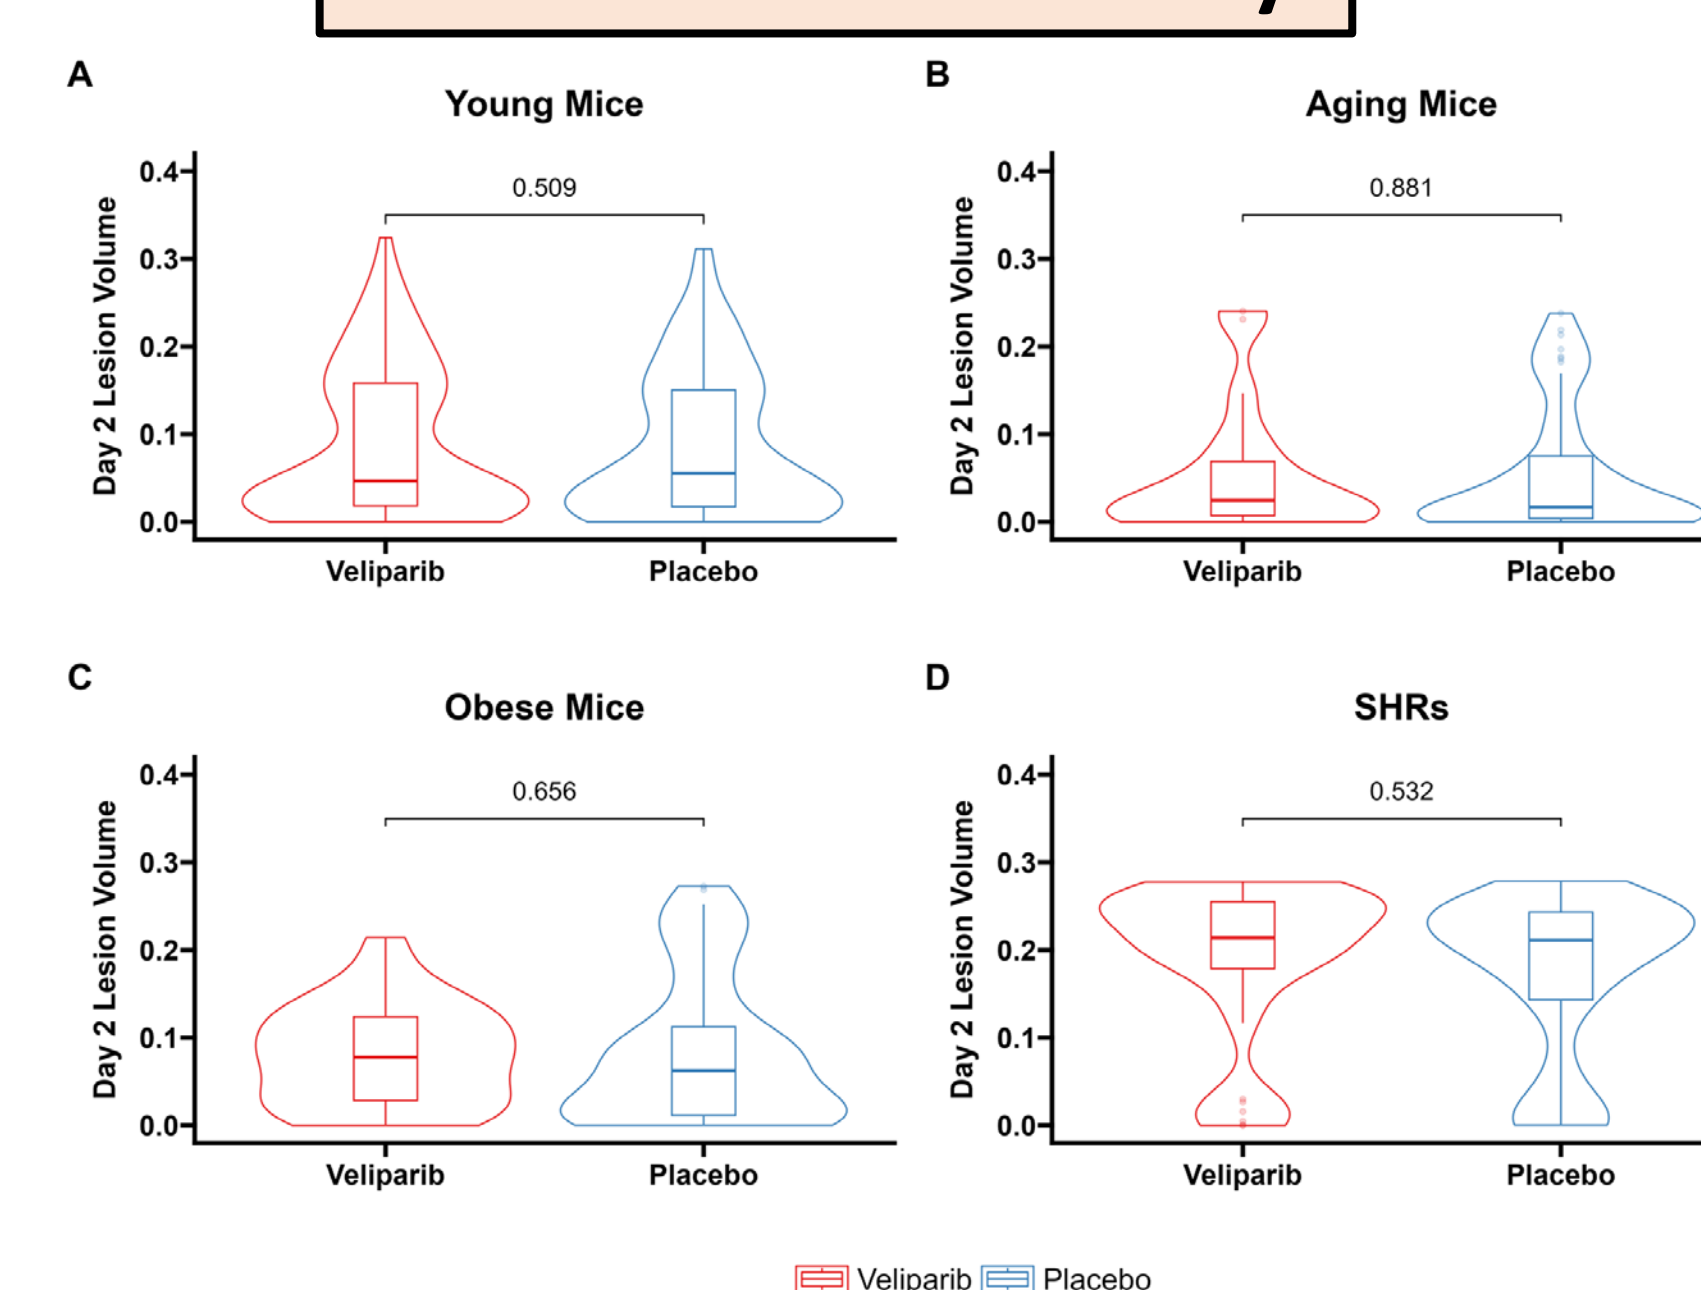 A
Young Mice
0.4
0.3
0.2
0.1
0.0
Day 2 Lesion Volume
0.509
Veliparib
Placebo
B
Aging Mice
0.4
0.3
0.2
0.1
0.0
Day 2 Lesion Volume
0.881
Veliparib
Placebo
C
Obese Mice
0.4
0.3
0.2
0.1
0.0
Day 2 Lesion Volume
0.656
Veliparib
Placebo
D
SHRs
0.4
0.3
0.2
0.1
0.0
Day 2 Lesion Volume
0.532
Veliparib
Placebo
Veliparib Placebo